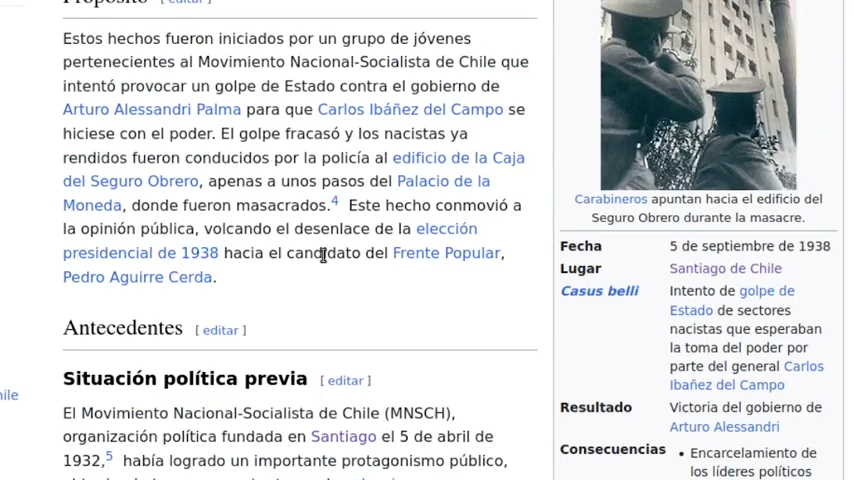 Propósito [ editar ]
Estos hechos fueron iniciados por un grupo de jóvenes
pertenecientes al Movimiento Nacional-Socialista de Chile que
intentó provocar un golpe de Estado contra el gobierno de
Arturo Alessandri Palma para que Carlos Ibáñez del Campo se
hiciese con el poder. El golpe fracasó y los nacistas ya
rendidos fueron conducidos por la policía al edificio de la Caja
del Seguro Obrero, apenas a unos pasos del Palacio de la
Moneda, donde fueron masacrados.4 Este hecho conmovió a
la opinión pública, volcando el desenlace de la elección
presidencial de 1938 hacia el candidato del Frente Popular,
Pedro Aguirre Cerda.
Antecedentes [ editar ]
Situación política previa [ editar ]
hile
El Movimiento Nacional-Socialista de Chile (MNSCH),
organización política fundada en Santiago el 5 de abril de
1932,5 había logrado un importante protagonismo público,
Carabineros apuntan hacia el edificio del
Seguro Obrero durante la masacre.
Fecha 5 de septiembre de 1938
Lugar Santiago de Chile
Casus belli Intento de golpe de
Estado de sectores
nacistas que esperaban
la toma del poder por
parte del general Carlos
Ibañez del Campo
Resultado Victoria del gobierno de
Arturo Alessandri
Consecuencias • Encarcelamiento de
los líderes políticos